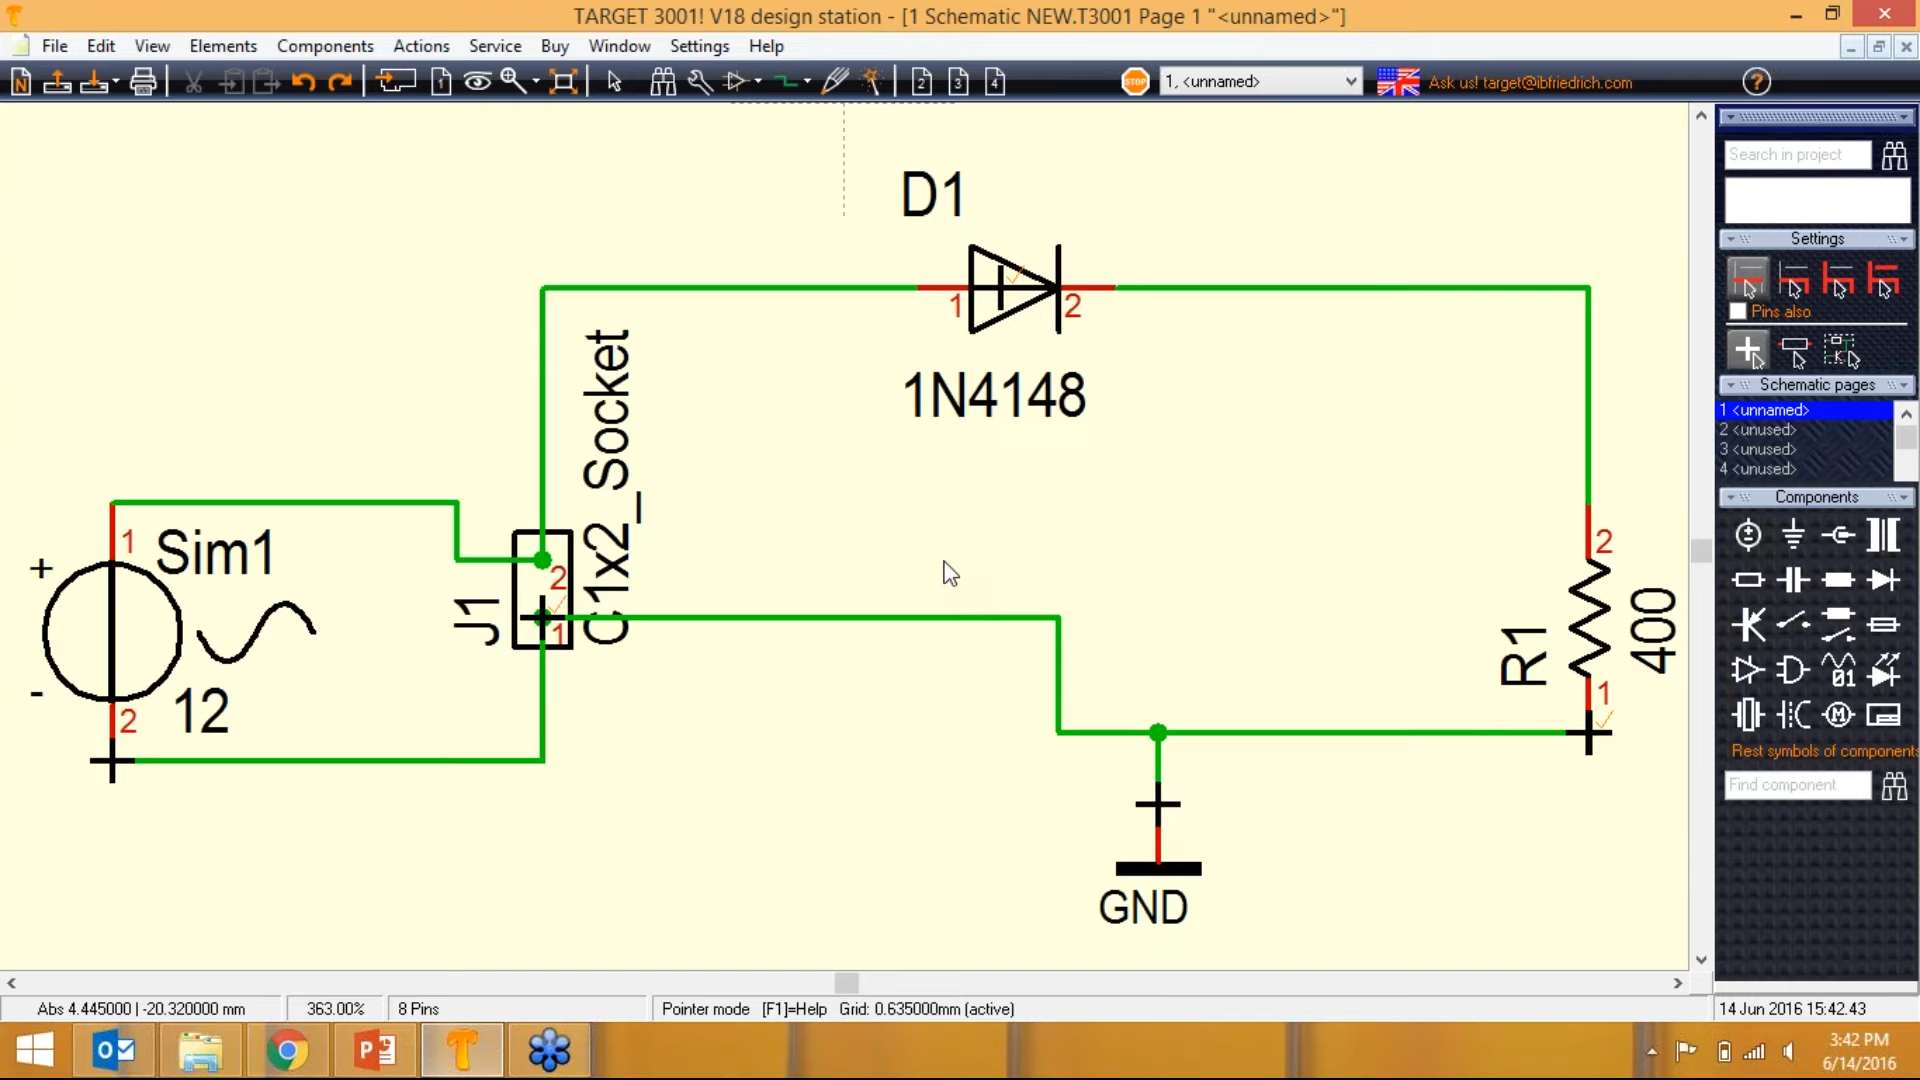 TARGET 3001! V18 design station - [1 Schematic NEW.T3001 Page 1 "<unnamed>"]
File Edit View Elements Components Actions Service Buy Window Settings Help
1, <unnamed>
Ask us! target@ibfriedrich.com
Search in project
Settings
Pins also
Schematic pages
1 <unnamed>
2 <unused>
3 <unused>
4 <unused>
Components
Rest symbols of components
Find component
D1
1 2
1N4148
C1x2_Socket
J1
2
1
+
1
Sim1
-
2
12
2
R1
400
1
GND
Abs 4.445000 | -20.320000 mm
363.00%
8 Pins
Pointer mode [F1]=Help Grid: 0.635000mm (active)
14 Jun 2016 15:42.43
3:42 PM
6/14/2016